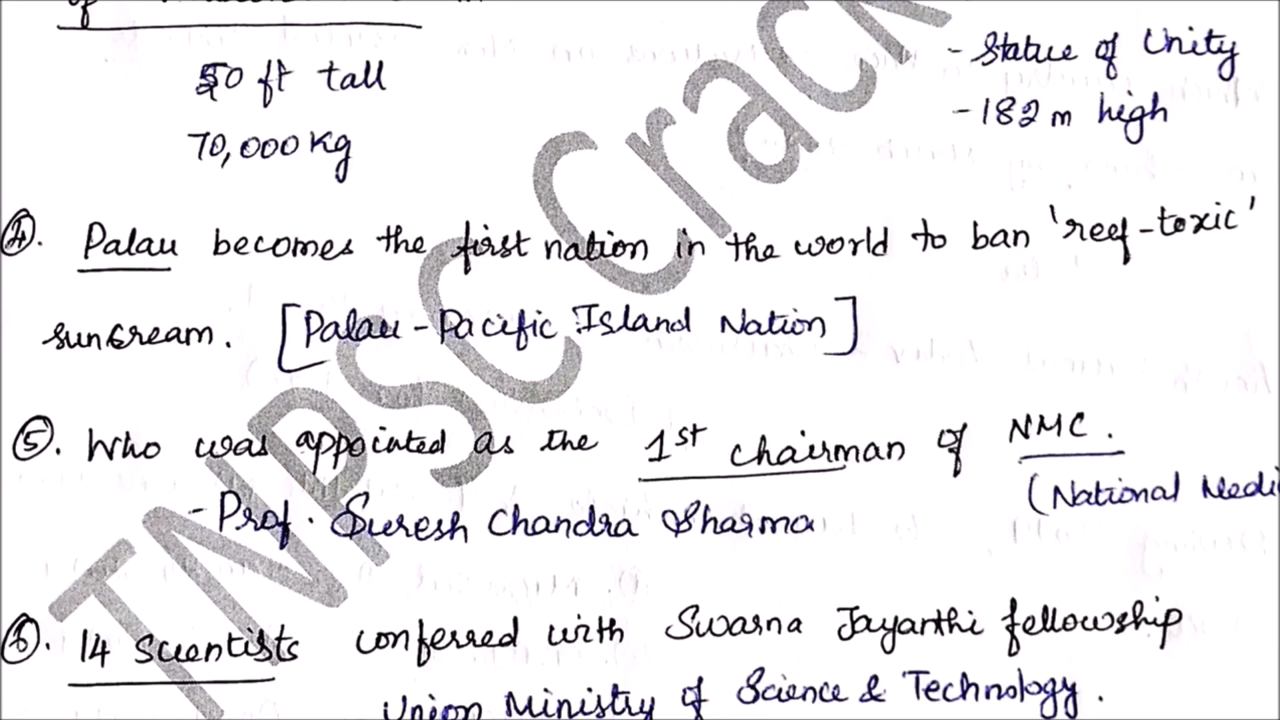 of
50 ft tall
- Statue of Unity
70,000 Kg
- 182 m high
4. Palau becomes the first nation in the world to ban 'reef-toxic'
suncream. [Palau - Pacific Island Nation]
5. Who was appointed as the 1st chairman of NMC.
(National Medi
- Prof. Suresh Chandra Sharma
6. 14 scientists conferred with Swarna Jayanthi fellowship
Union Ministry of Science & Technology.
TNPSC Crack